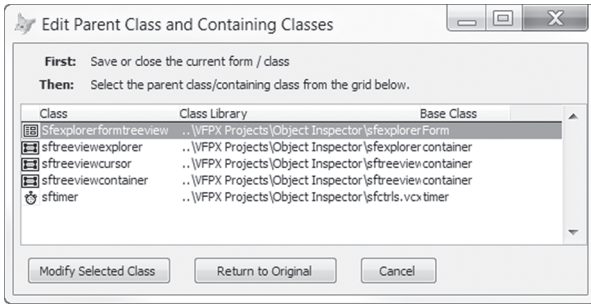 Edit Parent Class and Containing Classes
First: Save or close the current form / class
Then: Select the parent class/containing class from the grid below.
Class Class Library Base Class
Sfexplorerformtreeview ..\VFPX Projects\Object Inspector\sfexplorer Form
sftreeviewexplorer ..\VFPX Projects\Object Inspector\sfexplorer container
sftreeviewcursor ..\VFPX Projects\Object Inspector\sftreeview container
sftreeviewcontainer ..\VFPX Projects\Object Inspector\sftreeview container
sftimer ..\VFPX Projects\Object Inspector\sfctrls.vcx timer
Modify Selected Class Return to Original Cancel